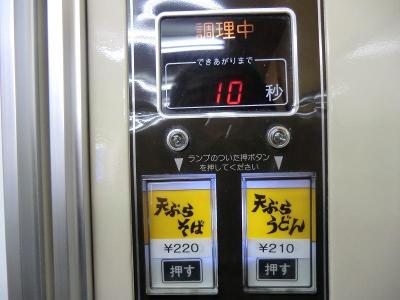 調理中
できあがりまで
10 秒
ランプのついた押ボタン
を押してください
天ぷら
そば
¥220
押す
天ぷら
うどん
¥210
押す